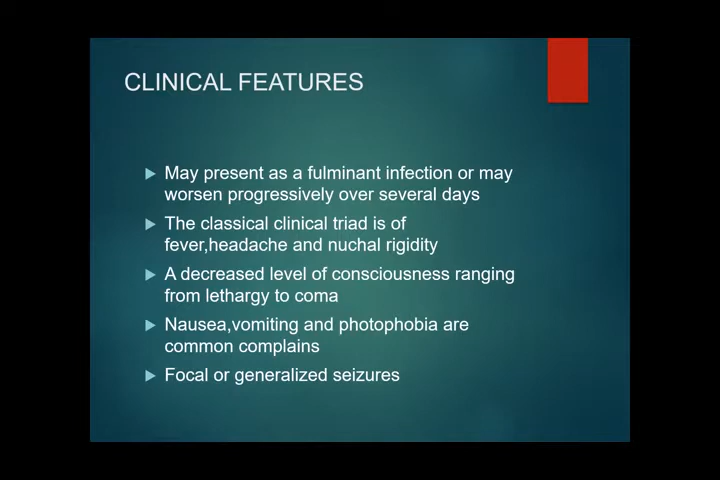 CLINICAL FEATURES
May present as a fulminant infection or may
worsen progressively over several days
The classical clinical triad is of
fever,headache and nuchal rigidity
A decreased level of consciousness ranging
from lethargy to coma
Nausea,vomiting and photophobia are
common complains
Focal or generalized seizures